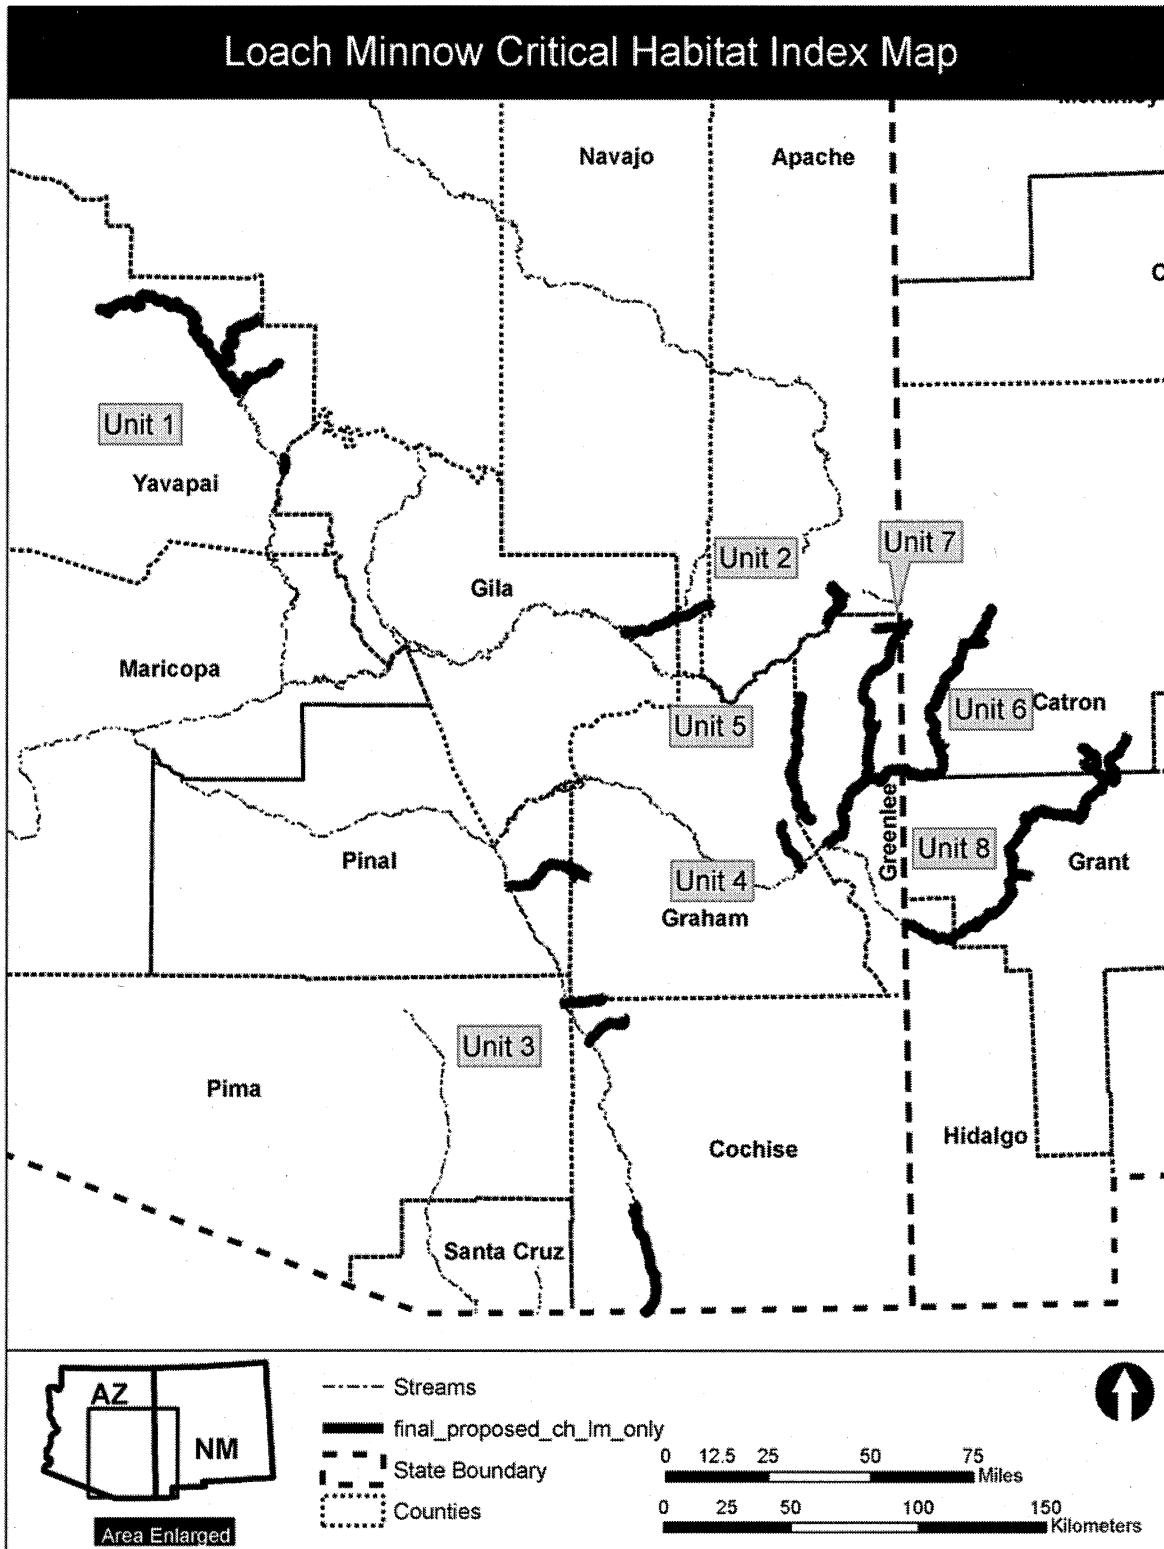 Loach Minnow Critical Habitat Index Map
Navajo
Apache
Unit 1
Yavapai
Unit 2
Unit 7
Gila
Maricopa
Unit 5
Unit 6
Catron
Greenlee
Pinal
Unit 8
Grant
Unit 4
Graham
Unit 3
Pima
Cochise
Hidalgo
Santa Cruz
AZ
NM
Area Enlarged
Streams
final_proposed_ch_lm_only
State Boundary
Counties
0 12.5 25 50 75
Miles
0 25 50 100 150
Kilometers